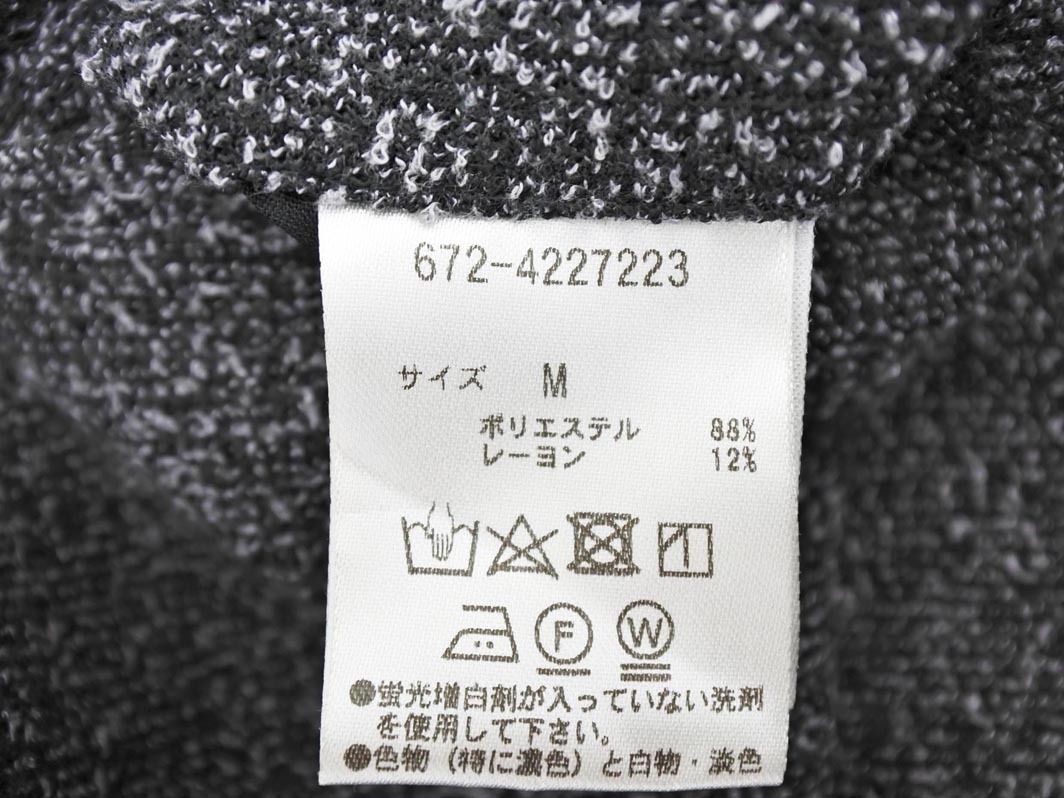 672-4227223
サイズ M
ポリエステル 88%
レーヨン 12%
F W
●蛍光増白剤が入っていない洗剤
を使用して下さい。
●色物（特に濃色）と白物・淡色